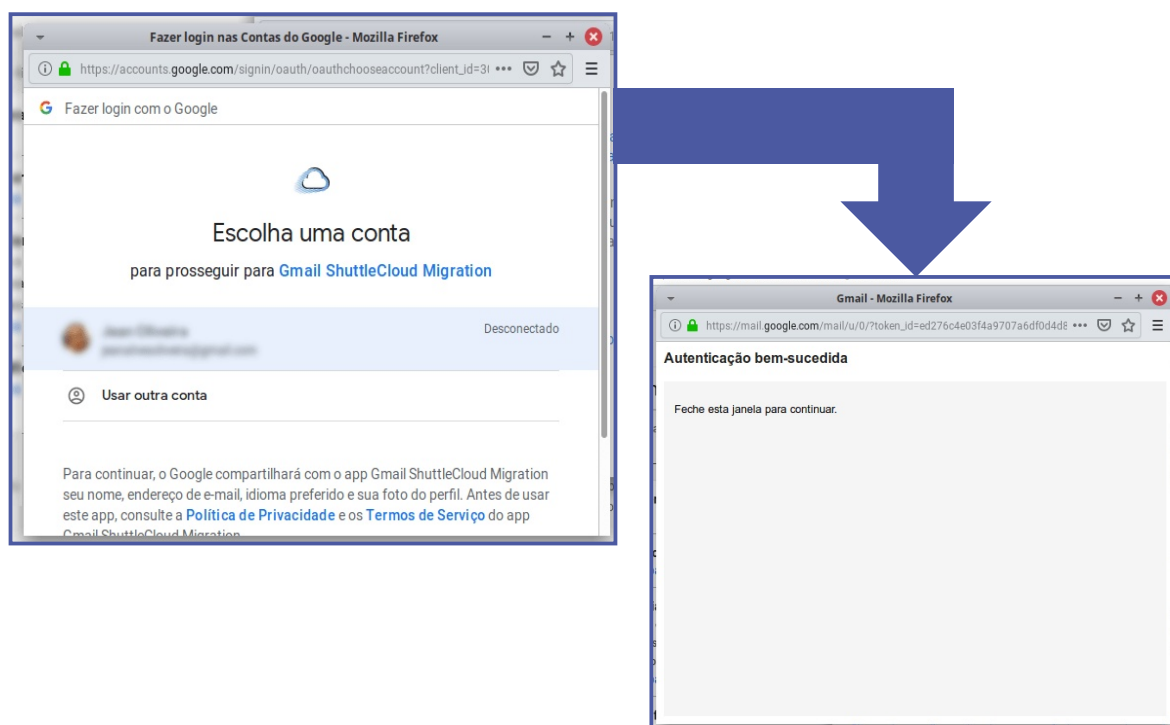 Fazer login nas Contas do Google - Mozilla Firefox
https://accounts.google.com/signin/oauth/oauthchooseaccount?client_id=3
Fazer login com o Google
Escolha uma conta
para prosseguir para Gmail ShuttleCloud Migration
Desconectado
Usar outra conta
Para continuar, o Google compartilhará com o app Gmail ShuttleCloud Migration
seu nome, endereço de e-mail, idioma preferido e sua foto do perfil. Antes de usar
este app, consulte a Política de Privacidade e os Termos de Serviço do app
Gmail ShuttleCloud Migration
Gmail - Mozilla Firefox
https://mail.google.com/mail/u/0/?token_id=ed276c4e03f4a9707a6df0d4d8
Autenticação bem-sucedida
Feche esta janela para continuar.